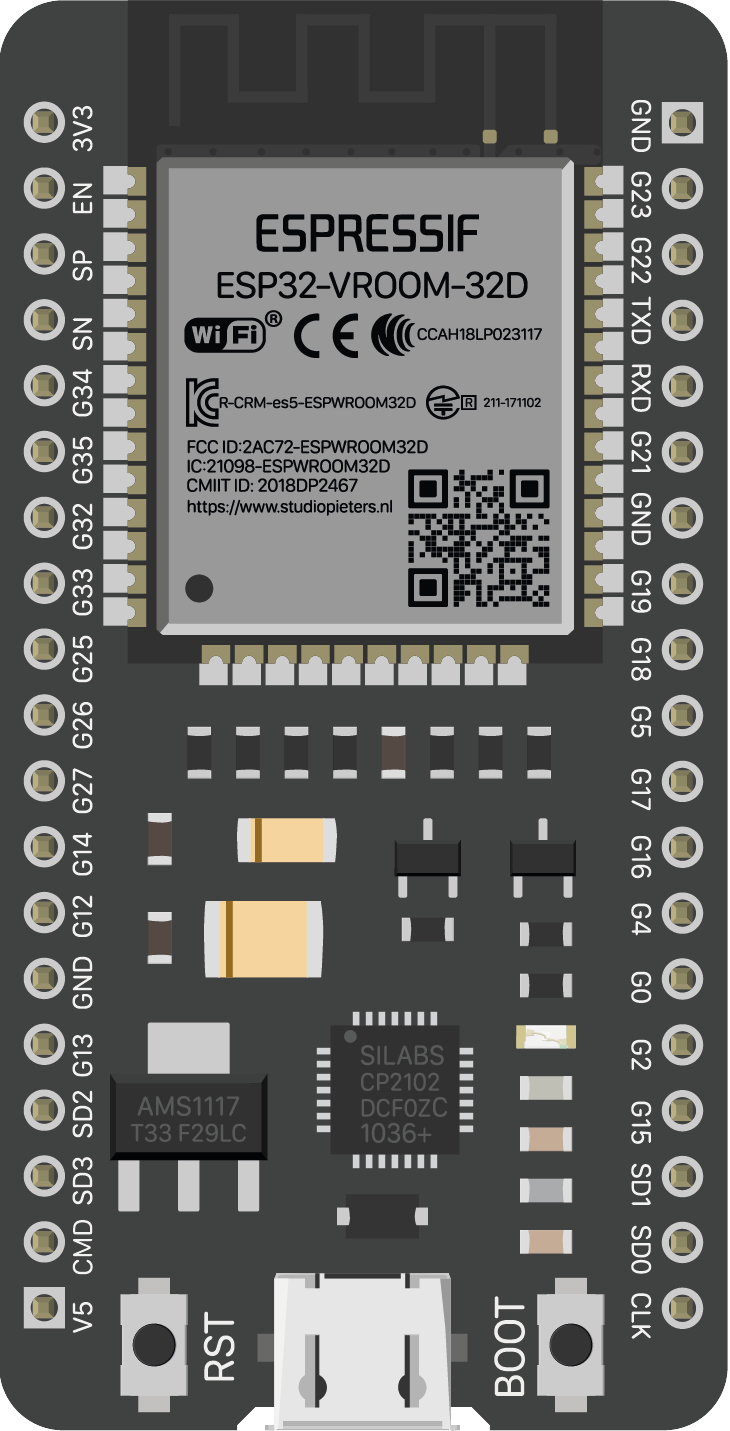 3V3
EN
SP
SN
G34
G35
G32
G33
G25
G26
G27
G14
G12
GND
G13
SD2
SD3
CMD
V5
ESPRESSIF
ESP32-VROOM-32D
Wi Fi ® CE CCAH18LP023117
R-CRM-es5-ESPWROOM32D R 211-171102
FCC ID:2AC72-ESPWROOM32D
IC:21098-ESPWROOM32D
CMIIT ID: 2018DP2467
https://www.studiopieters.nl
AMS1117
T33 F29LC
SILABS
CP2102
DCF0ZC
1036+
RST
BOOT
GND
G23
G22
TXD
RXD
G21
GND
G19
G18
G5
G17
G16
G4
G0
G2
G15
SD1
SD0
CLK